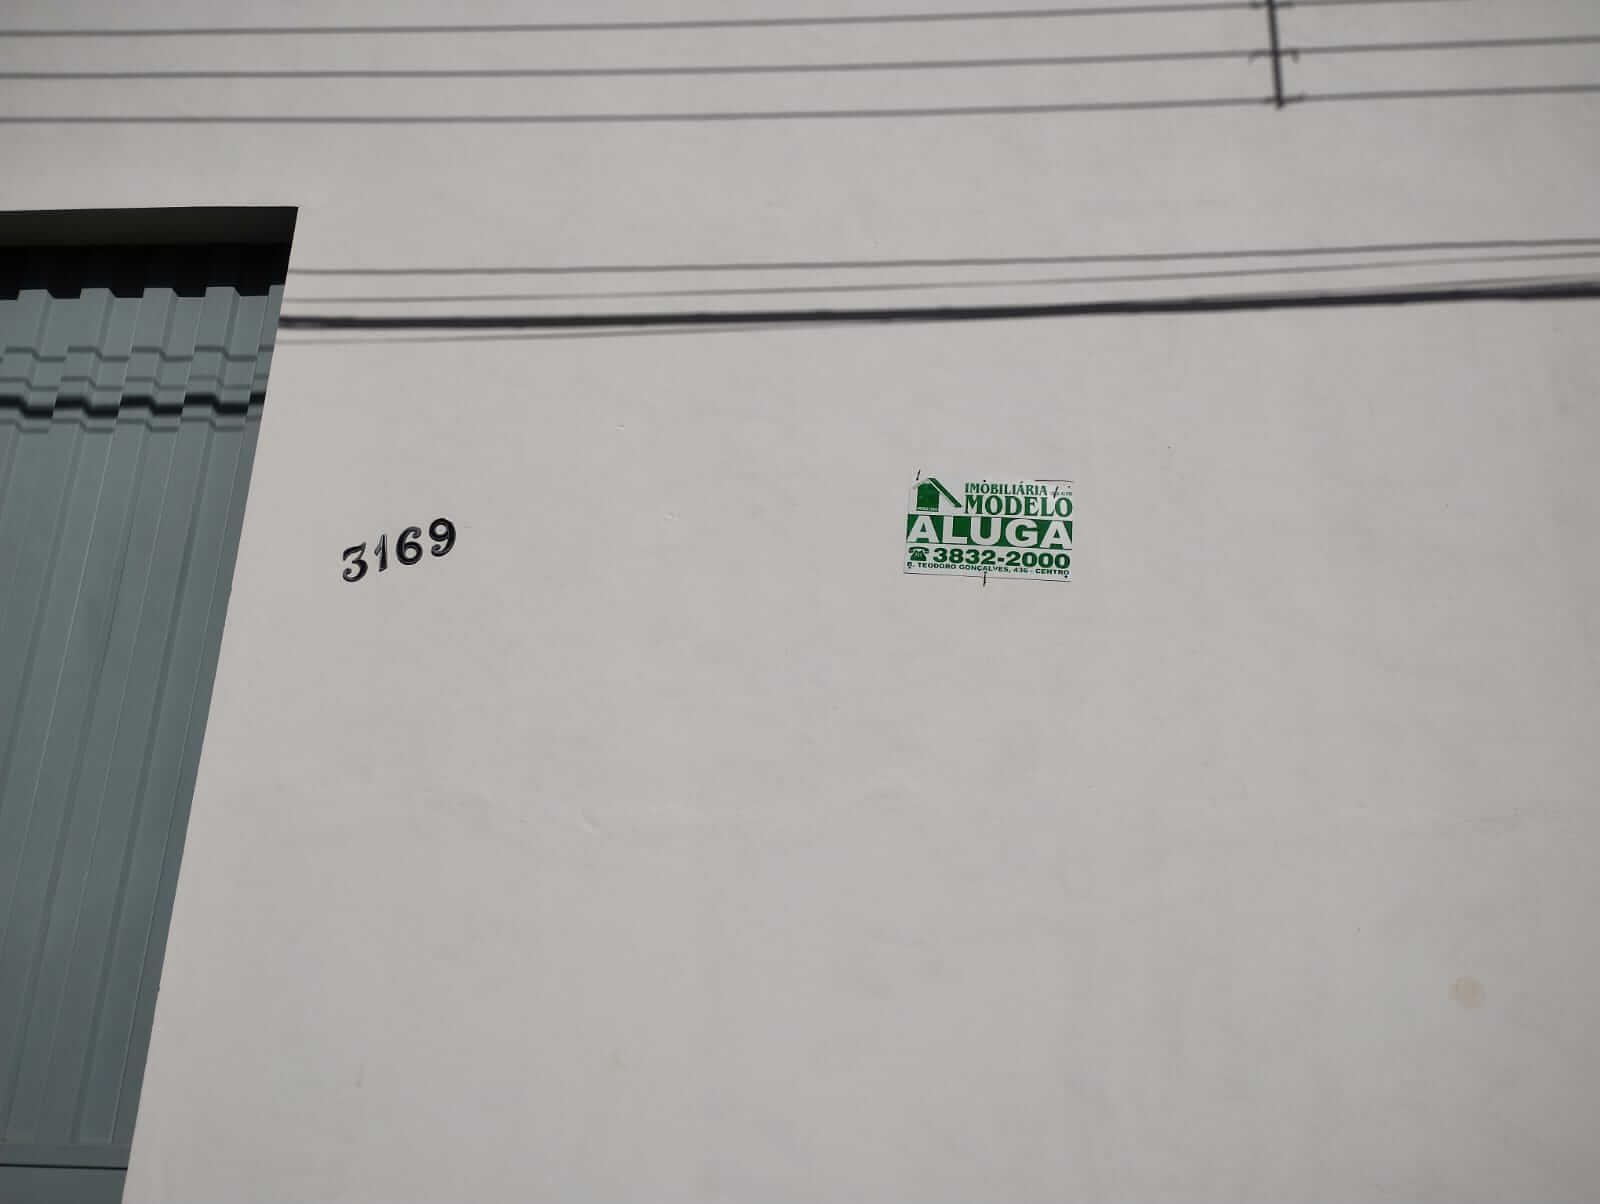 3169
IMOBILIÁRIA
MODELO
ALUGA
3832-2000
R. TEODORO GONÇALVES, 436 - CENTRO